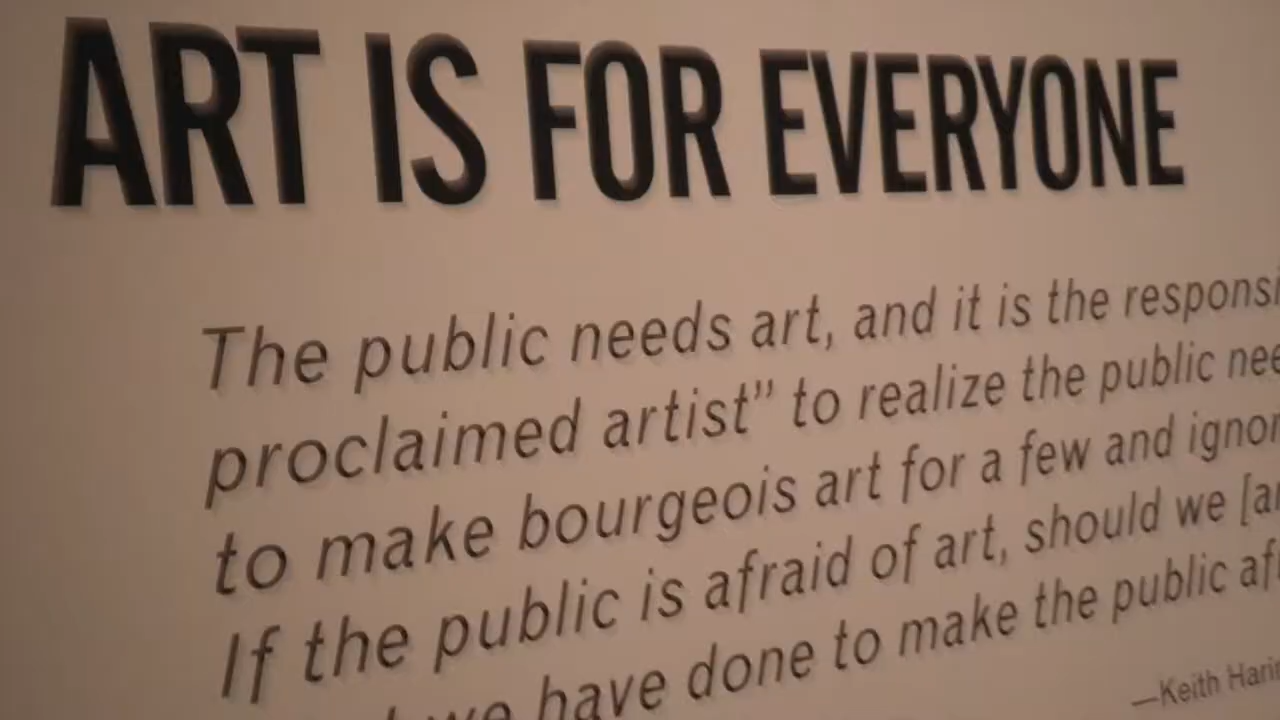 ART IS FOR EVERYONE
The public needs art, and it is the responsi
proclaimed artist” to realize the public nee
to make bourgeois art for a few and ignor
If the public is afraid of art, should we [ar
we have done to make the public af
—Keith Hari